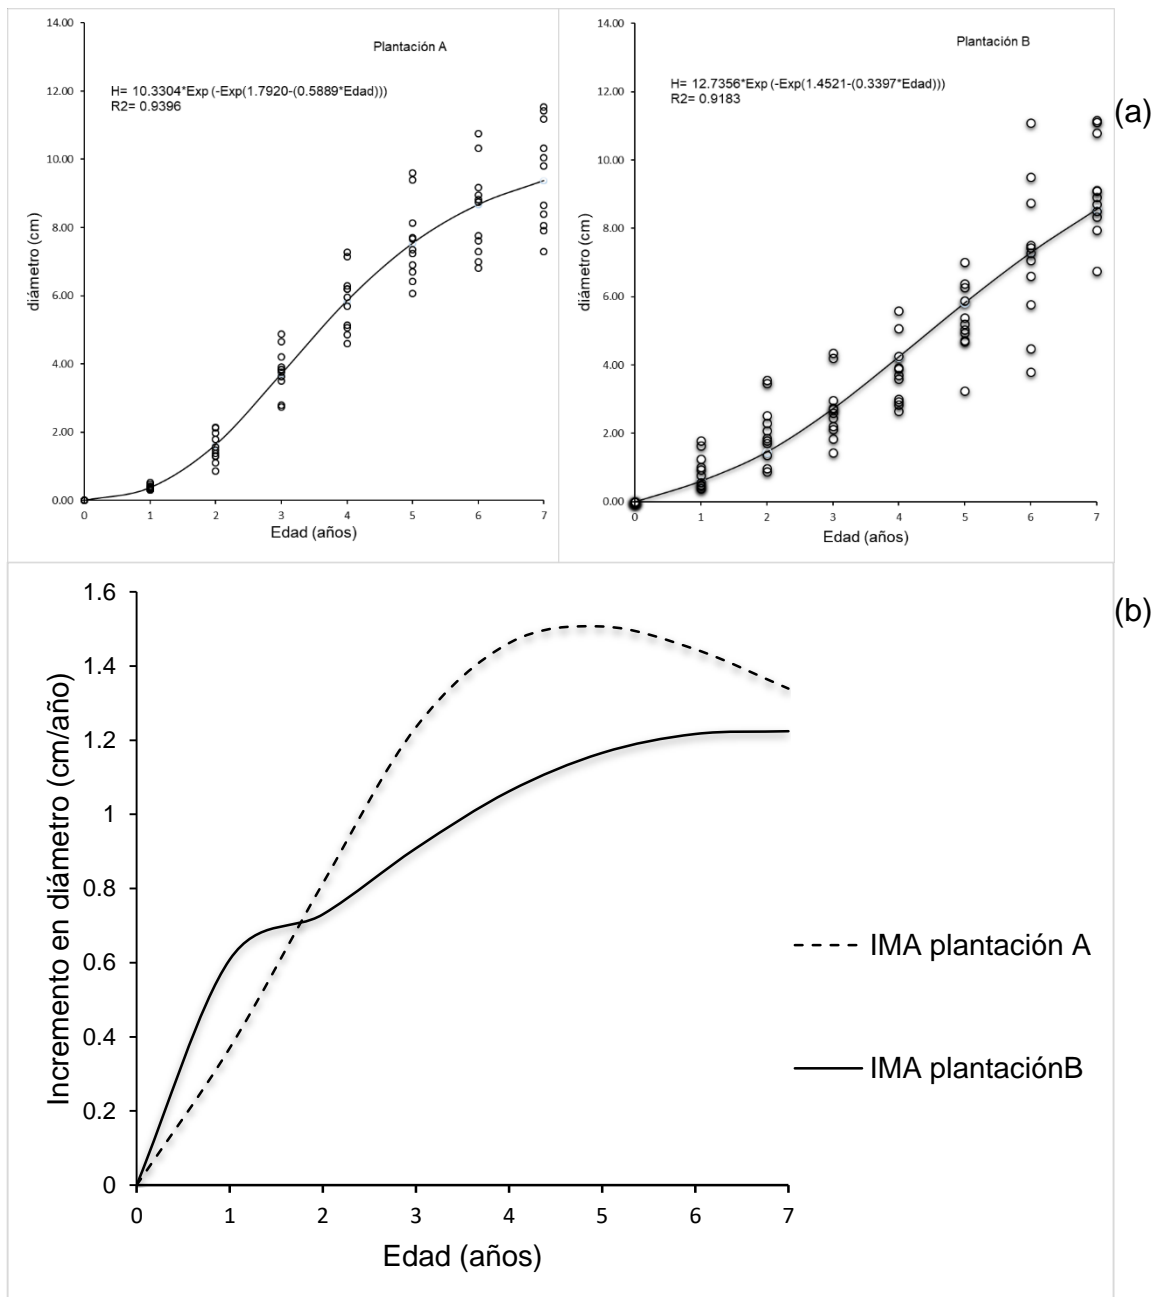 Plantación A
H= 10.3304*Exp (-Exp(1.7920-(0.5889*Edad)))
R2= 0.9396
diámetro (cm)
14.00
12.00
10.00
8.00
6.00
4.00
2.00
0.00
0 1 2 3 4 5 6 7
Edad (años)
Plantación B
H= 12.7356*Exp (-Exp(1.4521-(0.3397*Edad)))
R2= 0.9183
diámetro (cm)
14.00
12.00
10.00
8.00
6.00
4.00
2.00
0.00
0 1 2 3 4 5 6 7
Edad (años)
(a)
(b)
Incremento en diámetro (cm/año)
1.6
1.4
1.2
1
0.8
0.6
0.4
0.2
0
0 1 2 3 4 5 6 7
Edad (años)
IMA plantación A
IMA plantaciónB